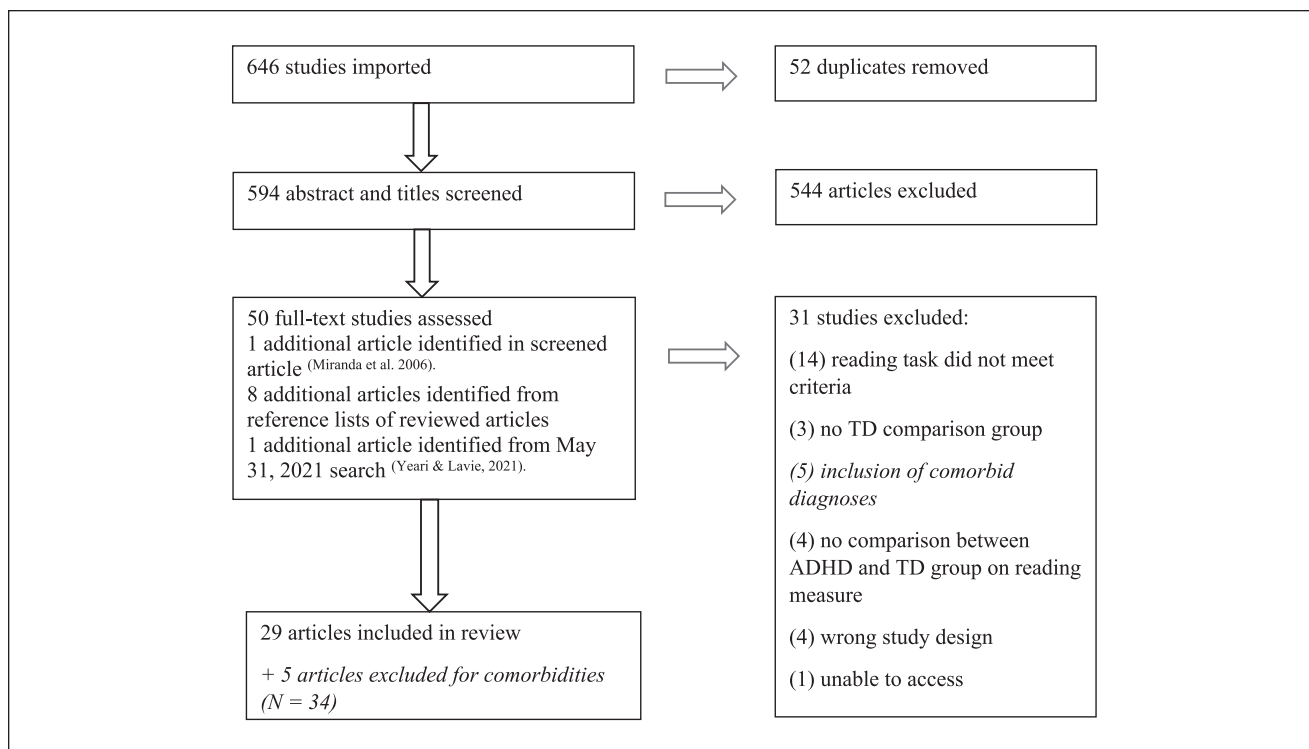 646 studies imported
52 duplicates removed
594 abstract and titles screened
544 articles excluded
50 full-text studies assessed
1 additional article identified in screened
article (Miranda et al. 2006).
8 additional articles identified from
reference lists of reviewed articles
1 additional article identified from May
31, 2021 search (Yeari & Lavie, 2021).
31 studies excluded:
(14) reading task did not meet
criteria
(3) no TD comparison group
(5) inclusion of comorbid
diagnoses
(4) no comparison between
ADHD and TD group on reading
measure
(4) wrong study design
(1) unable to access
29 articles included in review
+ 5 articles excluded for comorbidities
(N = 34)